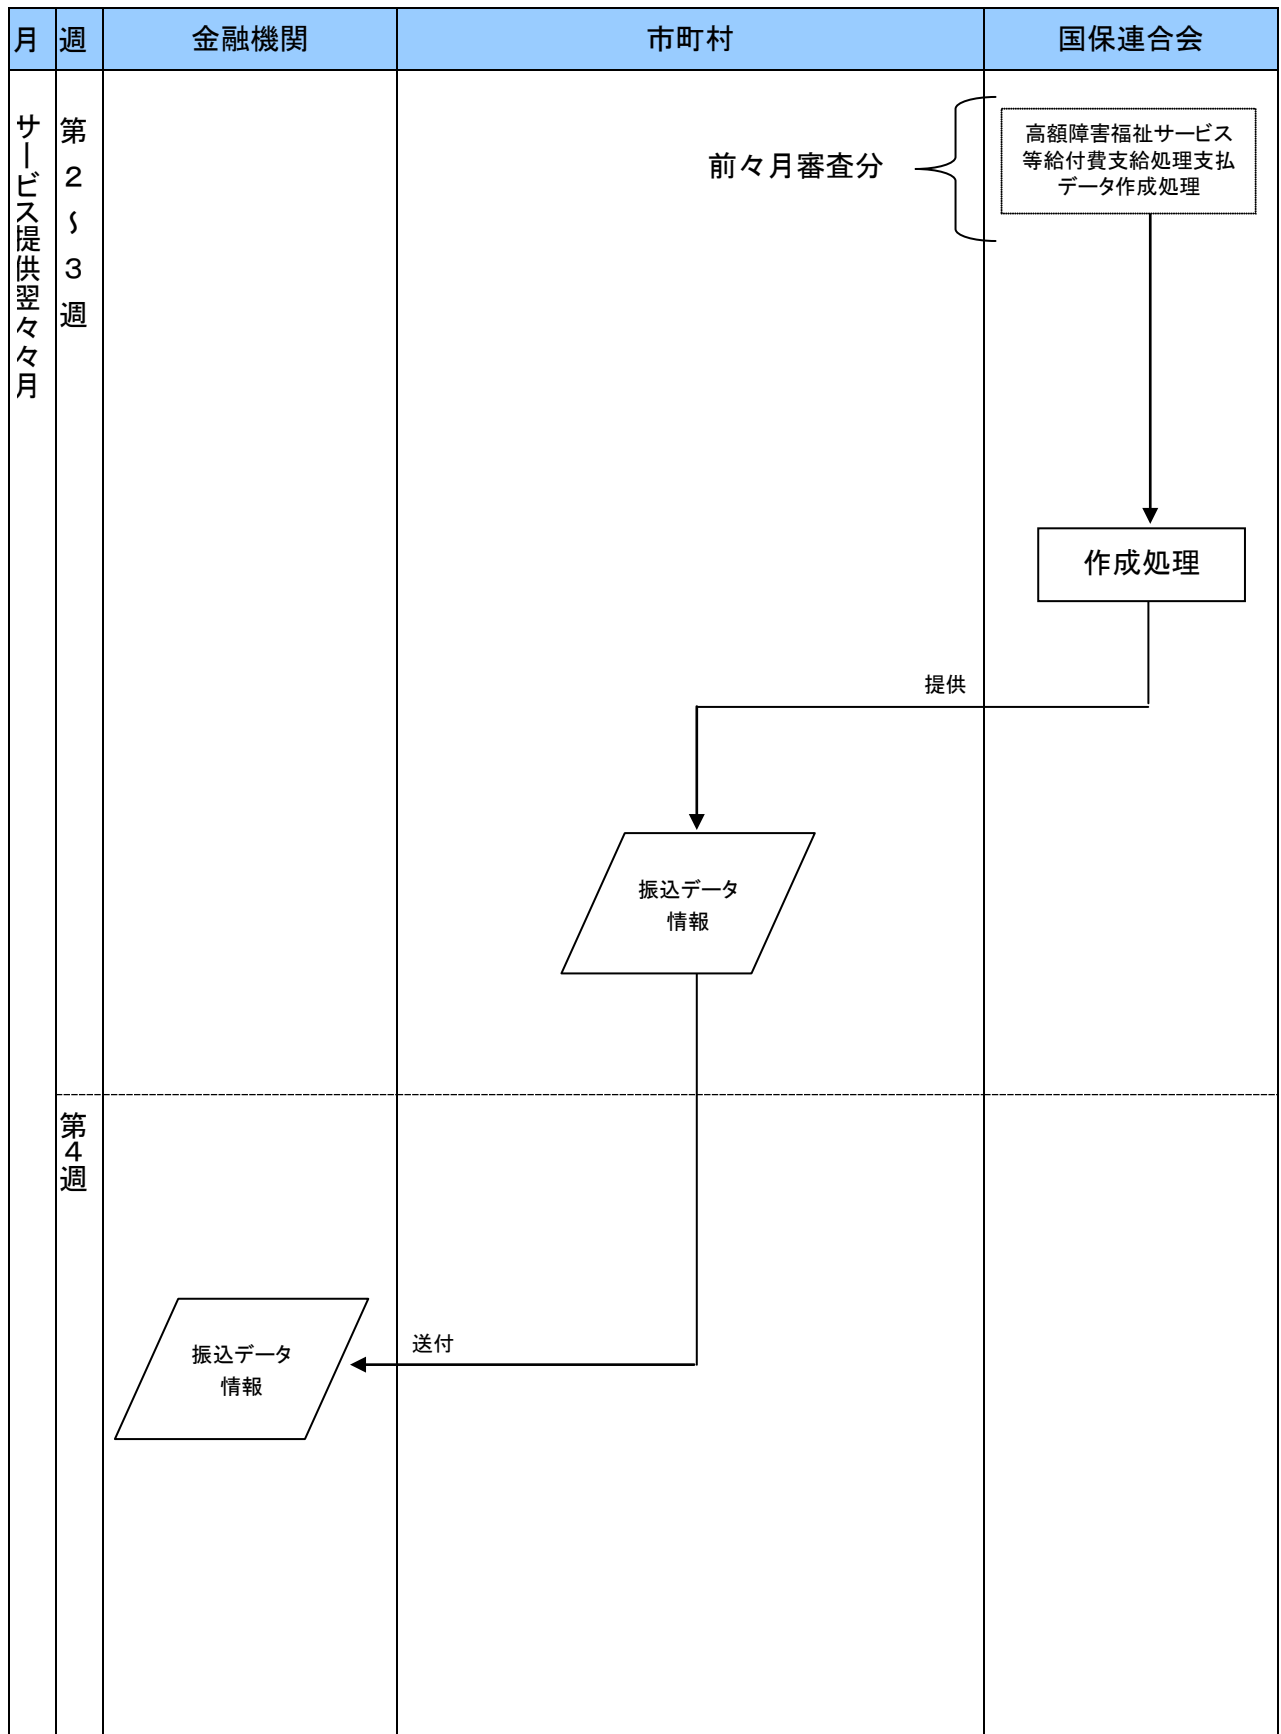 月 週 金融機関 市町村 国保連合会
サービス提供翌々々月
第2～3週
前々月審査分
高額障害福祉サービス
等給付費支給処理支払
データ作成処理
作成処理
提供
振込データ
情報
第4週
送付
振込データ
情報